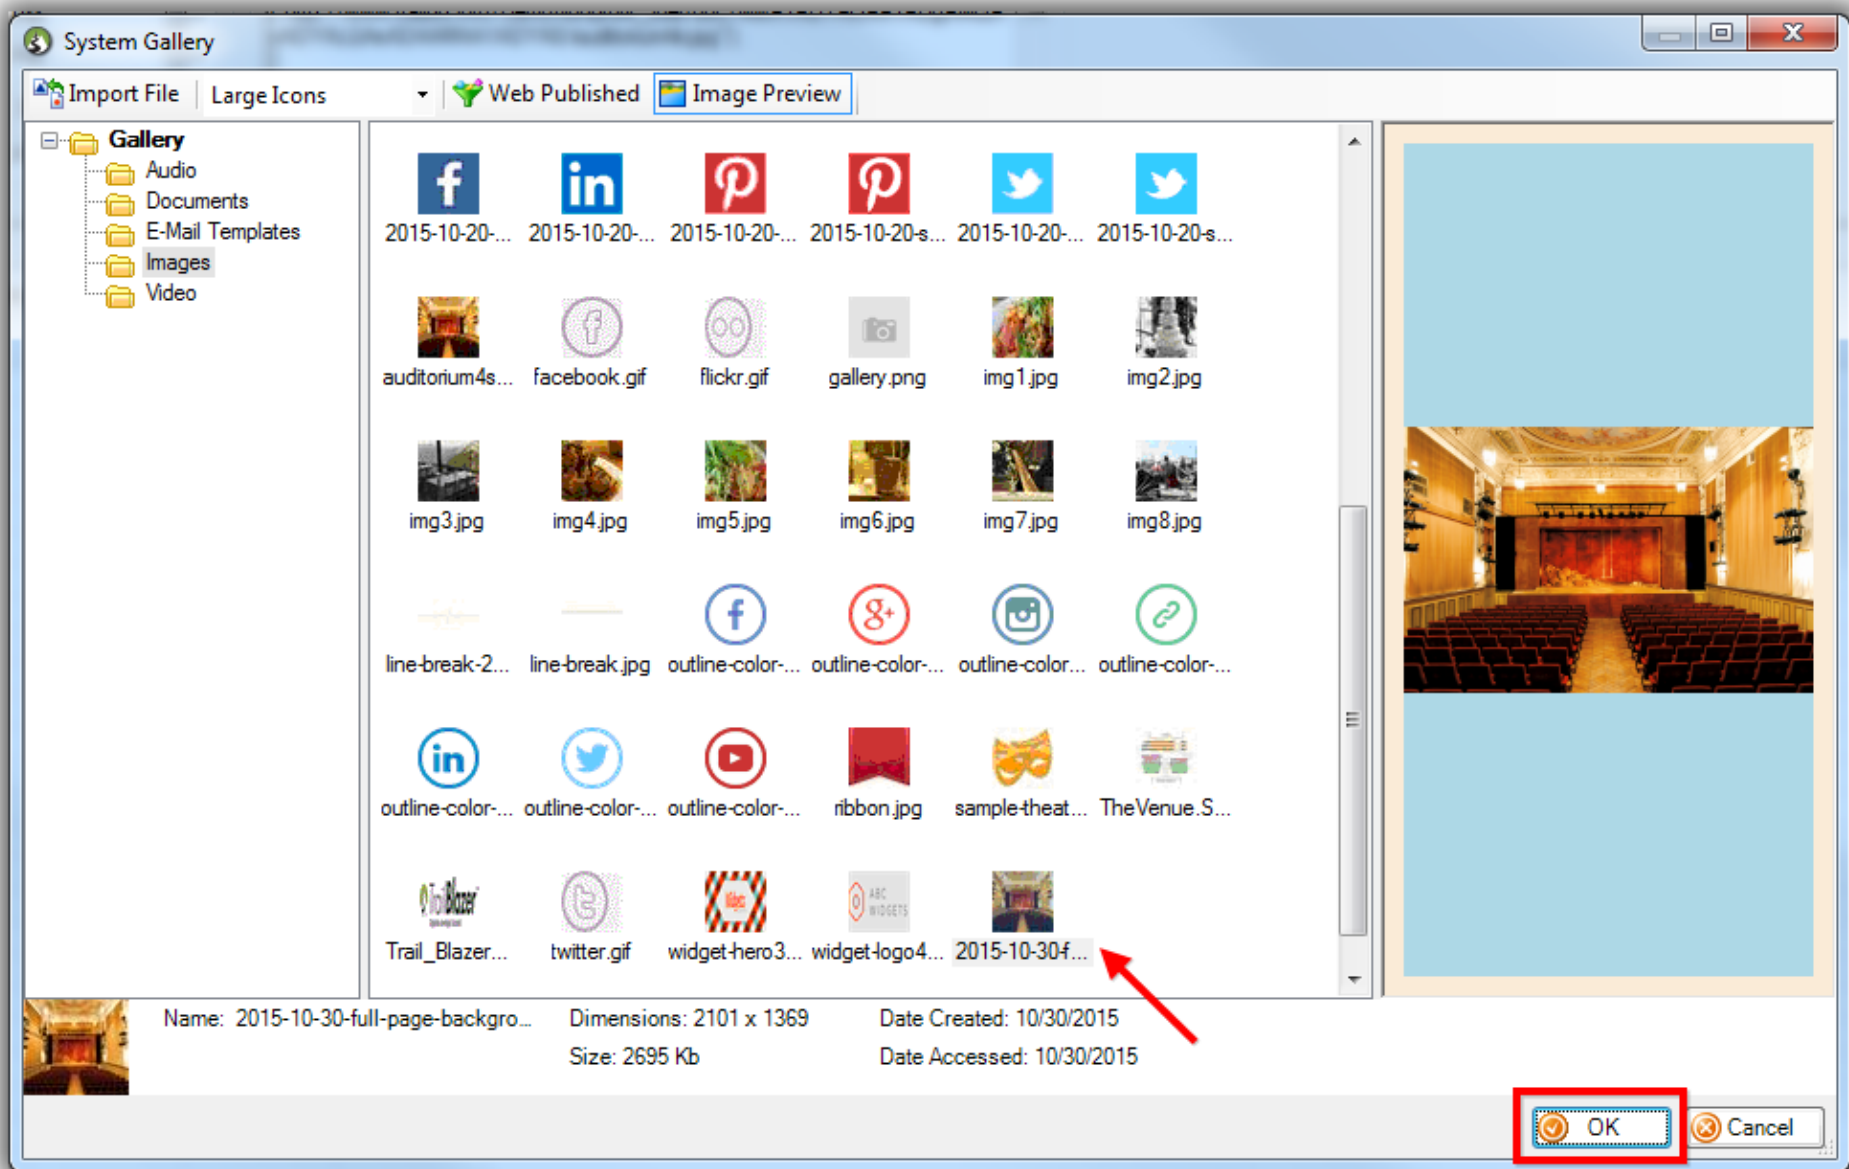 System Gallery
Import File
Large Icons
Web Published
Image Preview
Gallery
Audio
Documents
E-Mail Templates
Images
Video
2015-10-20-... 2015-10-20-... 2015-10-20-... 2015-10-20-s... 2015-10-20-... 2015-10-20-s...
auditorium4s... facebook.gif flickr.gif gallery.png img1.jpg img2.jpg
img3.jpg img4.jpg img5.jpg img6.jpg img7.jpg img8.jpg
line-break-2... line-break.jpg outline-color-... outline-color-... outline-color... outline-color-...
outline-color-... outline-color-... outline-color-... ribbon.jpg sample-theat... TheVenue.S...
TrailBlazer
ABC
WIDGETS
Trail_Blazer... twitter.gif widget-hero3... widget-logo4... 2015-10-30-f...
Name: 2015-10-30-full-page-backgro... Dimensions: 2101 x 1369 Date Created: 10/30/2015
Size: 2695 Kb Date Accessed: 10/30/2015
OK Cancel